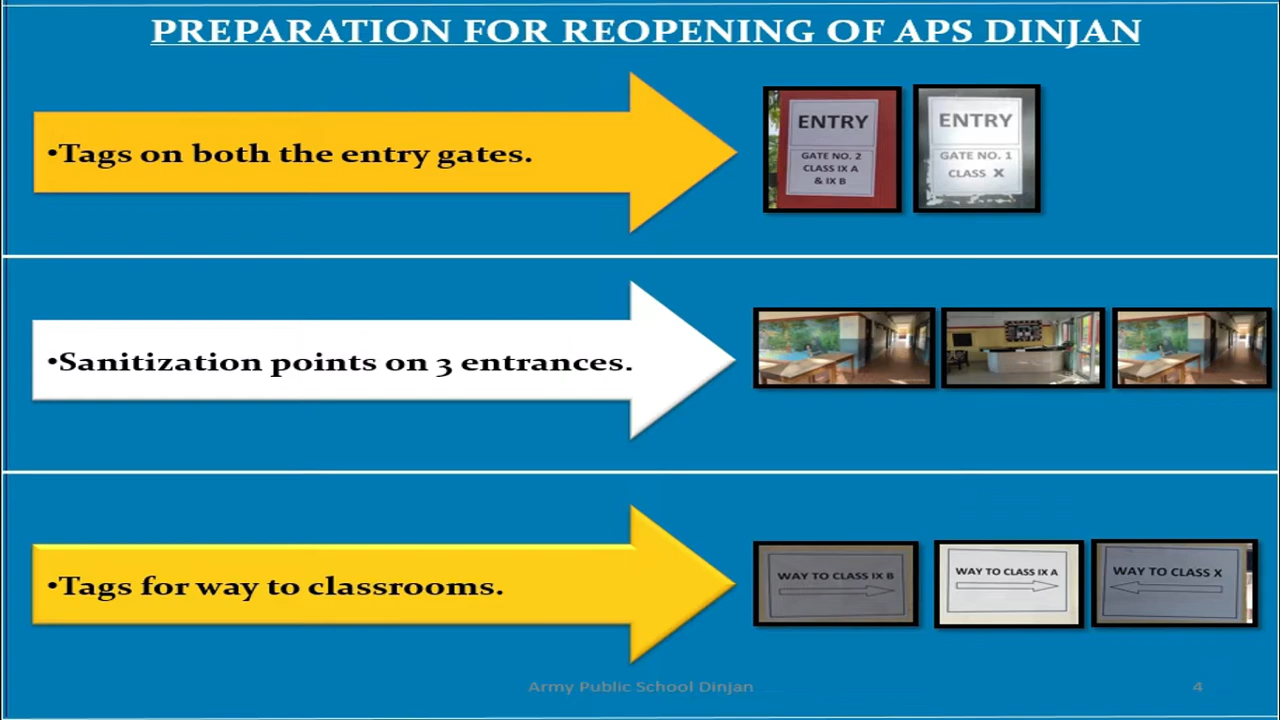 PREPARATION FOR REOPENING OF APS DINJAN
•Tags on both the entry gates.
ENTRY
GATE NO. 2
CLASS IX A
& IX B
ENTRY
GATE NO. 1
CLASS X
•Sanitization points on 3 entrances.
•Tags for way to classrooms.
WAY TO CLASS IX B
WAY TO CLASS IX A
WAY TO CLASS X
Army Public School Dinjan
4